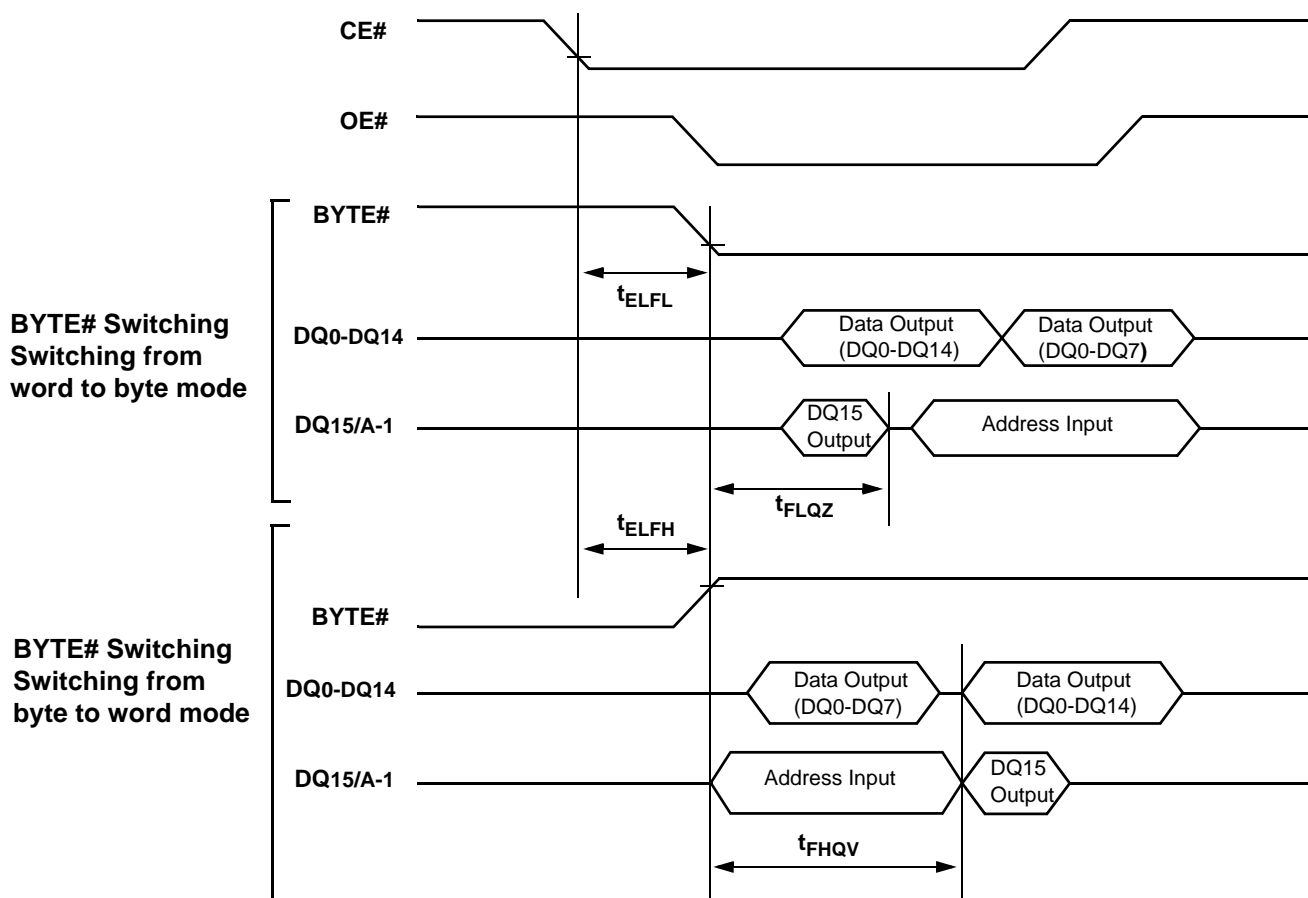 CE#
OE#
BYTE#
tELFL
BYTE# Switching
Switching from
word to byte mode
DQ0-DQ14
Data Output
(DQ0-DQ14)
Data Output
(DQ0-DQ7)
DQ15/A-1
DQ15
Output
Address Input
tFLQZ
tELFH
BYTE#
BYTE# Switching
Switching from
byte to word mode
DQ0-DQ14
Data Output
(DQ0-DQ7)
Data Output
(DQ0-DQ14)
DQ15/A-1
Address Input
DQ15
Output
tFHQV